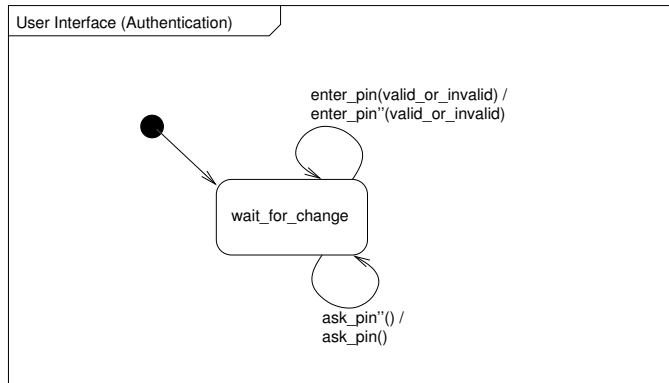 User Interface (Authentication)
enter_pin(valid_or_invalid) /
enter_pin''(valid_or_invalid)
wait_for_change
ask_pin''() /
ask_pin()